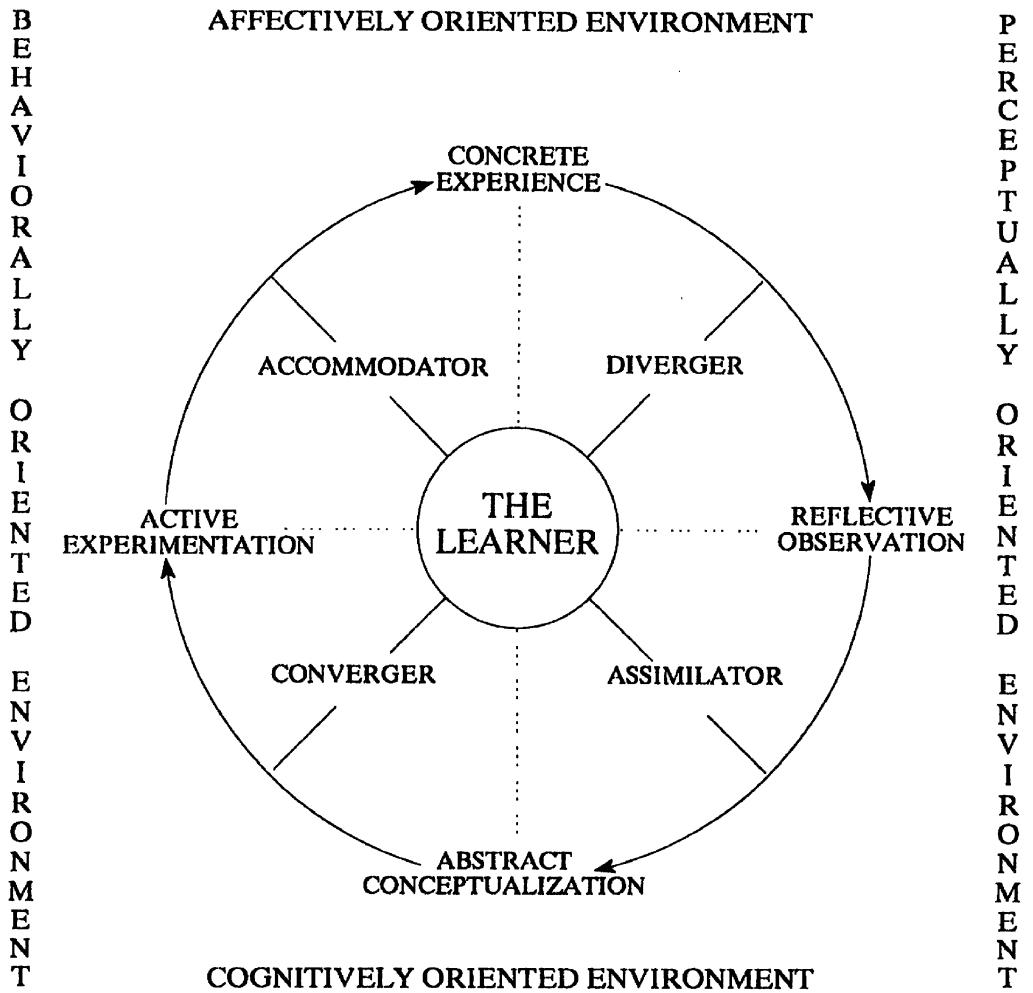 AFFECTIVELY ORIENTED ENVIRONMENT
BEHAVIORALLY ORIENTED ENVIRONMENT
PERCEPTUALLY ORIENTED ENVIRONMENT
CONCRETE
EXPERIENCE
ACCOMMODATOR
DIVERGER
THE
LEARNER
ACTIVE
EXPERIMENTATION
REFLECTIVE
OBSERVATION
CONVERGER
ASSIMILATOR
ABSTRACT
CONCEPTUALIZATION
COGNITIVELY ORIENTED ENVIRONMENT